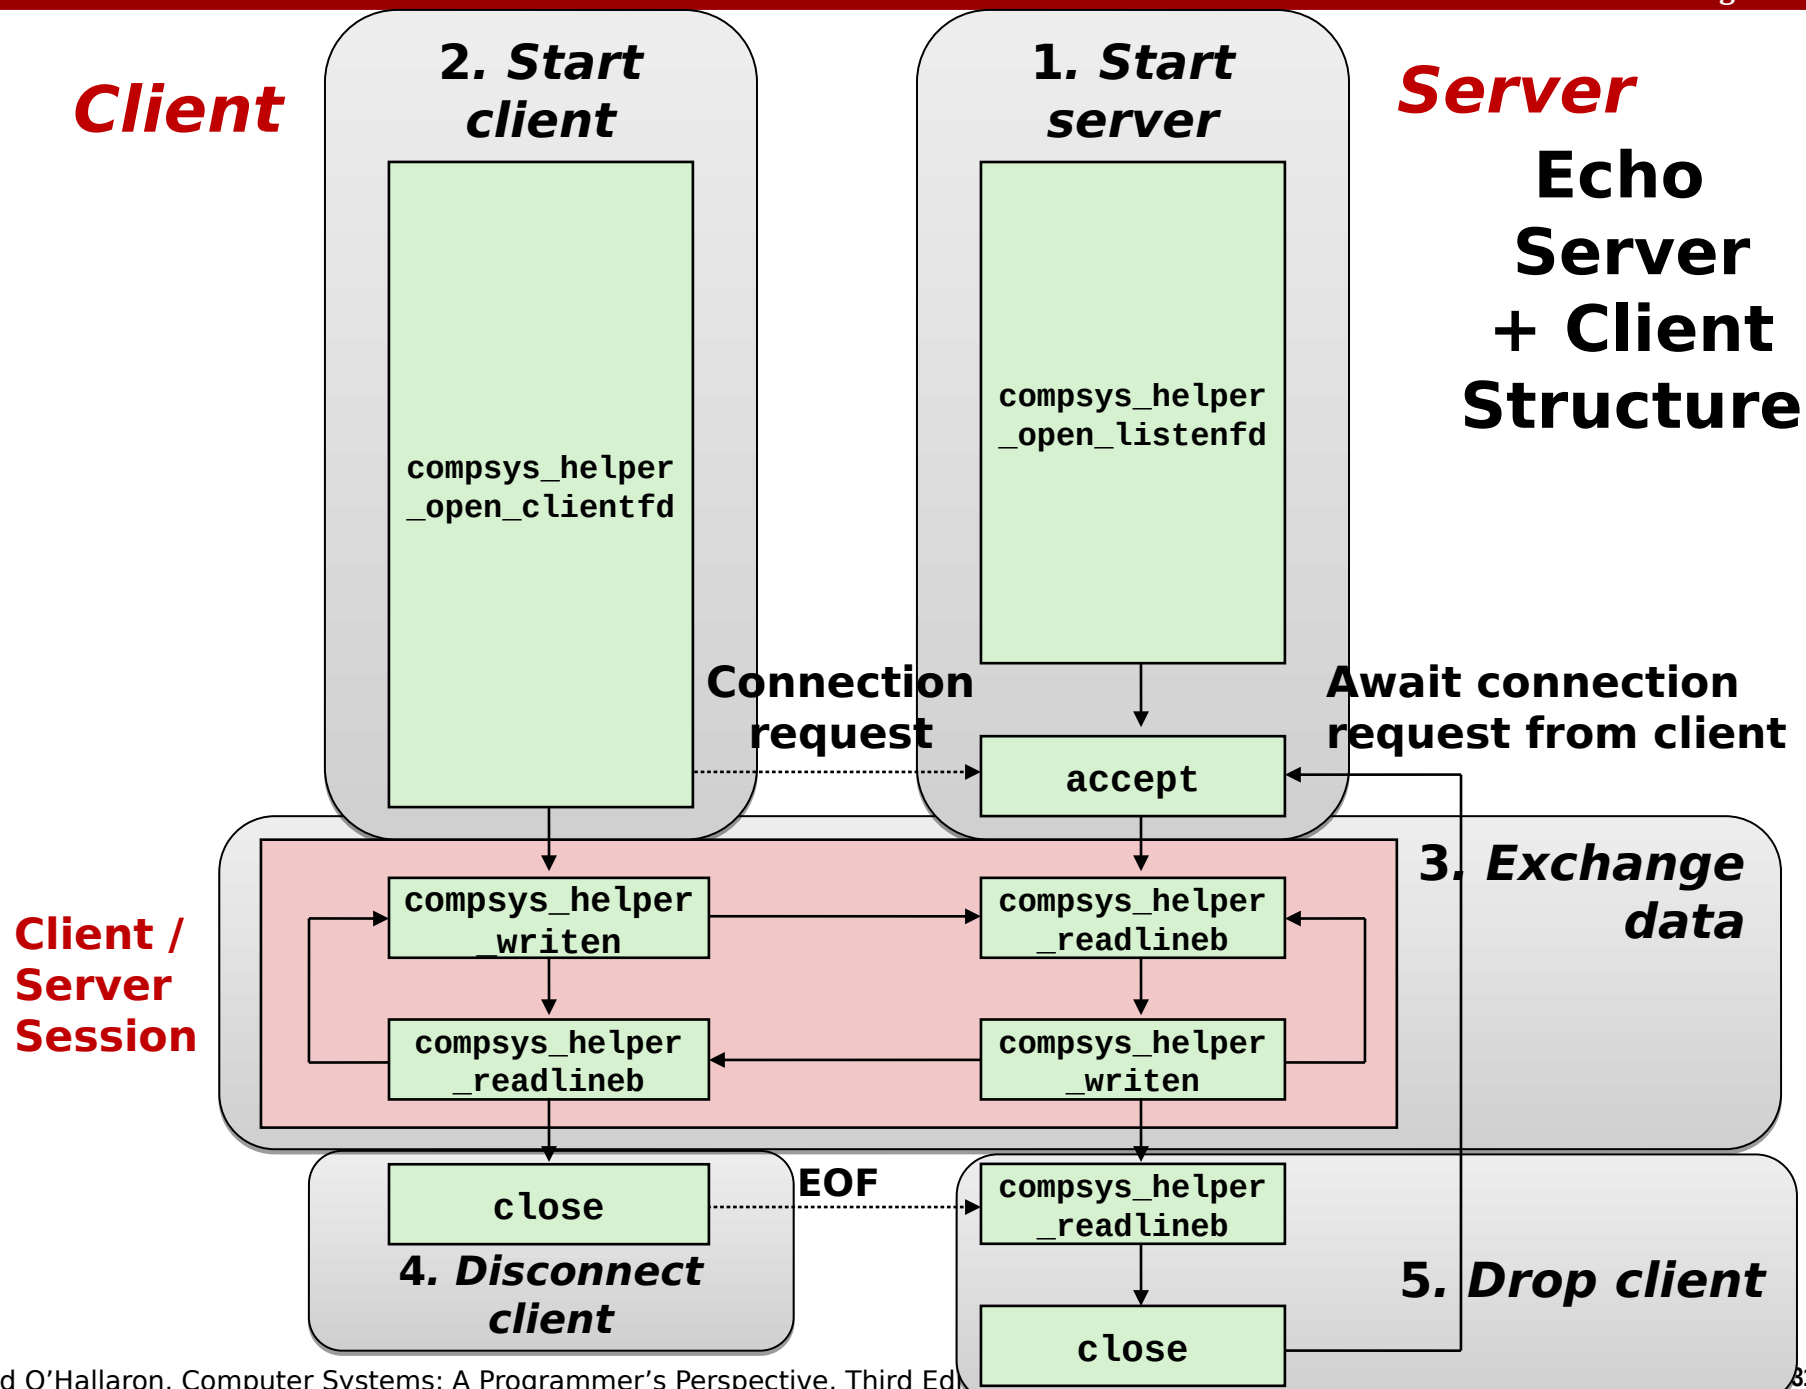 Client
2. Start
client
1. Start
server
Server
Echo
Server
+ Client
Structure
compsys_helper
_open_clientfd
compsys_helper
_open_listenfd
Connection
request
Await connection
request from client
accept
3. Exchange
data
Client /
Server
Session
compsys_helper
_writen
compsys_helper
_readlineb
compsys_helper
_readlineb
compsys_helper
_writen
close
EOF
compsys_helper
_readlineb
4. Disconnect
client
5. Drop client
close
d O’Hallaron, Computer Systems: A Programmer’s Perspective, Third